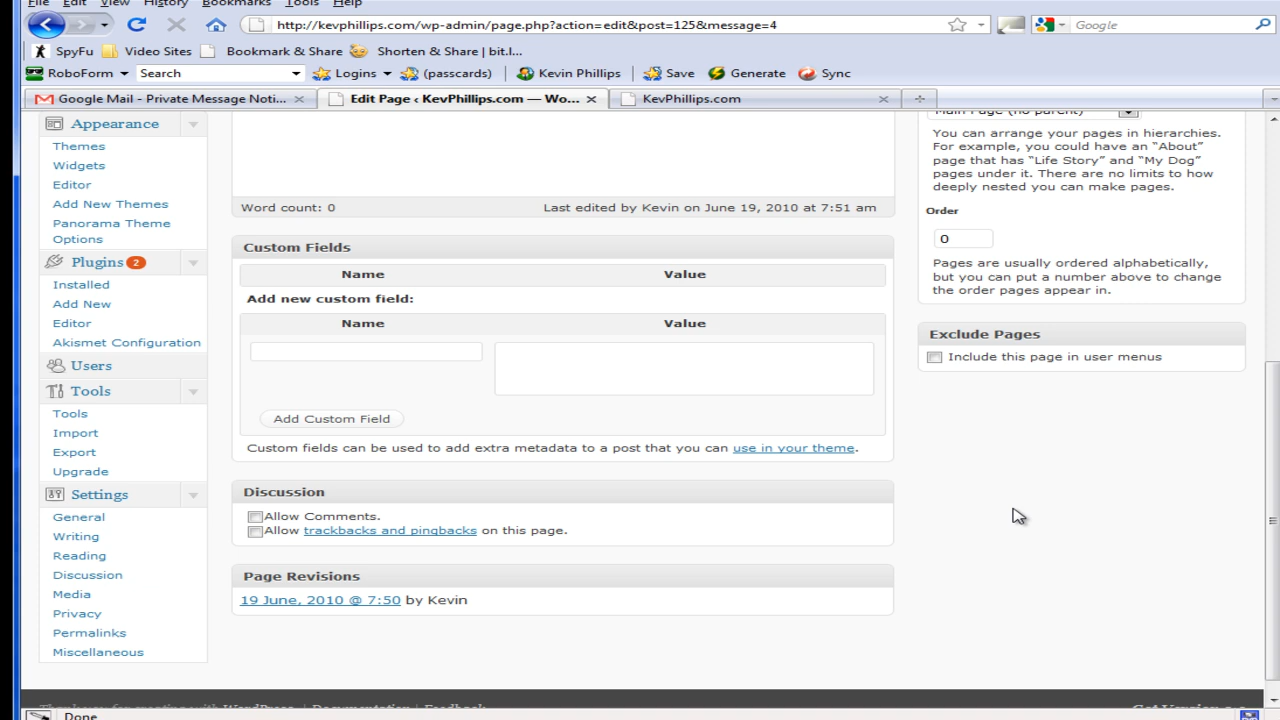 File Edit View History Bookmarks Tools Help
http://kevphillips.com/wp-admin/page.php?action=edit&post=125&message=4
Google
SpyFu Video Sites Bookmark & Share Shorten & Share | bit.l...
RoboForm Search Logins (passcards) Kevin Phillips Save Generate Sync
Google Mail - Private Message Noti... Edit Page ‹ KevPhillips.com — Wo... KevPhillips.com
Appearance
Themes
Widgets
Editor
Add New Themes
Panorama Theme
Options
Plugins 2
Installed
Add New
Editor
Akismet Configuration
Users
Tools
Tools
Import
Export
Upgrade
Settings
General
Writing
Reading
Discussion
Media
Privacy
Permalinks
Miscellaneous
Word count: 0 Last edited by Kevin on June 19, 2010 at 7:51 am
Custom Fields
Name Value
Add new custom field:
Name Value
Add Custom Field
Custom fields can be used to add extra metadata to a post that you can use in your theme.
Discussion
Allow Comments.
Allow trackbacks and pingbacks on this page.
Page Revisions
19 June, 2010 @ 7:50 by Kevin
Main Page (no parent)
You can arrange your pages in hierarchies.
For example, you could have an “About”
page that has “Life Story” and “My Dog”
pages under it. There are no limits to how
deeply nested you can make pages.
Order
0
Pages are usually ordered alphabetically,
but you can put a number above to change
the order pages appear in.
Exclude Pages
Include this page in user menus
Thank you for creating with WordPress | Documentation | Feedback
Get Version
Done